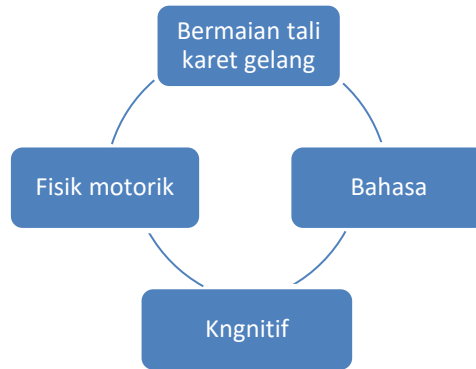 Bermaian tali
karet gelang
Fisik motorik
Bahasa
Kngnitif